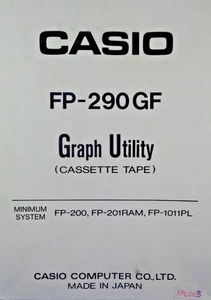 CASIO
FP-290GF
Graph Utility
(CASSETTE TAPE)
MINIMUM
SYSTEM
FP-200, FP-201RAM, FP-1011PL
CASIO COMPUTER CO.,LTD.
MADE IN JAPAN